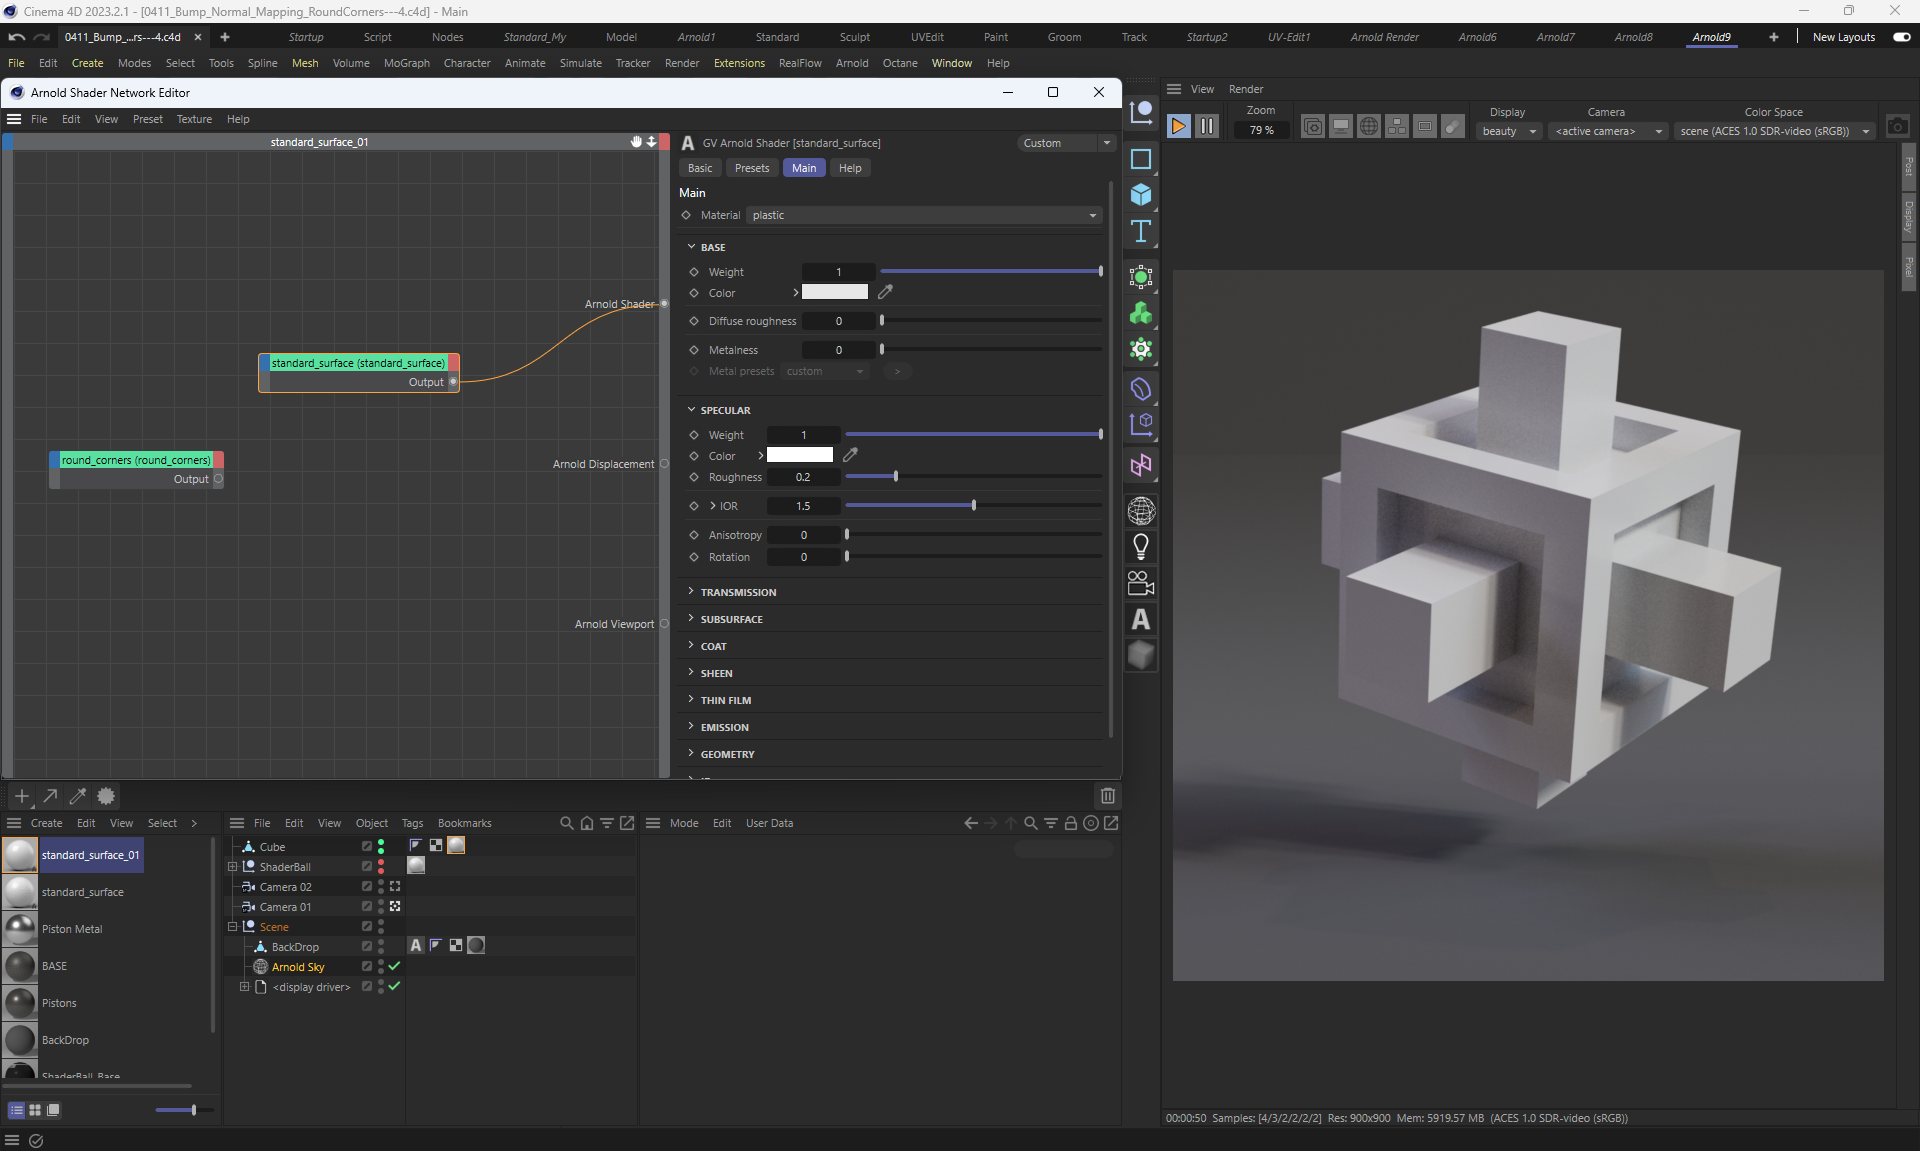 Cinema 4D 2023.2.1 - [0411_Bump_Normal_Mapping_RoundCorners---4.c4d] - Main
0411_Bump_...rs---4.c4d
Startup
Script
Nodes
Standard_My
Model
Arnold1
Standard
Sculpt
UVEdit
Paint
Groom
Track
Startup2
UV-Edit1
Arnold Render
Arnold6
Arnold7
Arnold8
Arnold9
New Layouts
File Edit Create Modes Select Tools Spline Mesh Volume MoGraph Character Animate Simulate Tracker Render Extensions RealFlow Arnold Octane Window Help
Arnold Shader Network Editor
File Edit View Preset Texture Help
standard_surface_01
Arnold Shader
standard_surface (standard_surface)
Output
round_corners (round_corners)
Output
Arnold Displacement
Arnold Viewport
GV Arnold Shader [standard_surface]
Custom
Basic Presets Main Help
Main
Material plastic
BASE
Weight 1
Color
Diffuse roughness 0
Metalness 0
Metal presets custom >
SPECULAR
Weight 1
Color
Roughness 0.2
IOR 1.5
Anisotropy 0
Rotation 0
TRANSMISSION
SUBSURFACE
COAT
SHEEN
THIN FILM
EMISSION
GEOMETRY
View Render
Zoom
79 %
Display
beauty
Camera
<active camera>
Color Space
scene (ACES 1.0 SDR-video (sRGB))
Post
Display
Pixel
00:00:50 Samples: [4/3/2/2/2/2] Res: 900x900 Mem: 5919.57 MB (ACES 1.0 SDR-video (sRGB))
Create Edit View Select
standard_surface_01
standard_surface
Piston Metal
BASE
Pistons
BackDrop
ShaderBall_Base
File Edit View Object Tags Bookmarks
Cube
ShaderBall
Camera 02
Camera 01
Scene
BackDrop
Arnold Sky
<display driver>
Mode Edit User Data